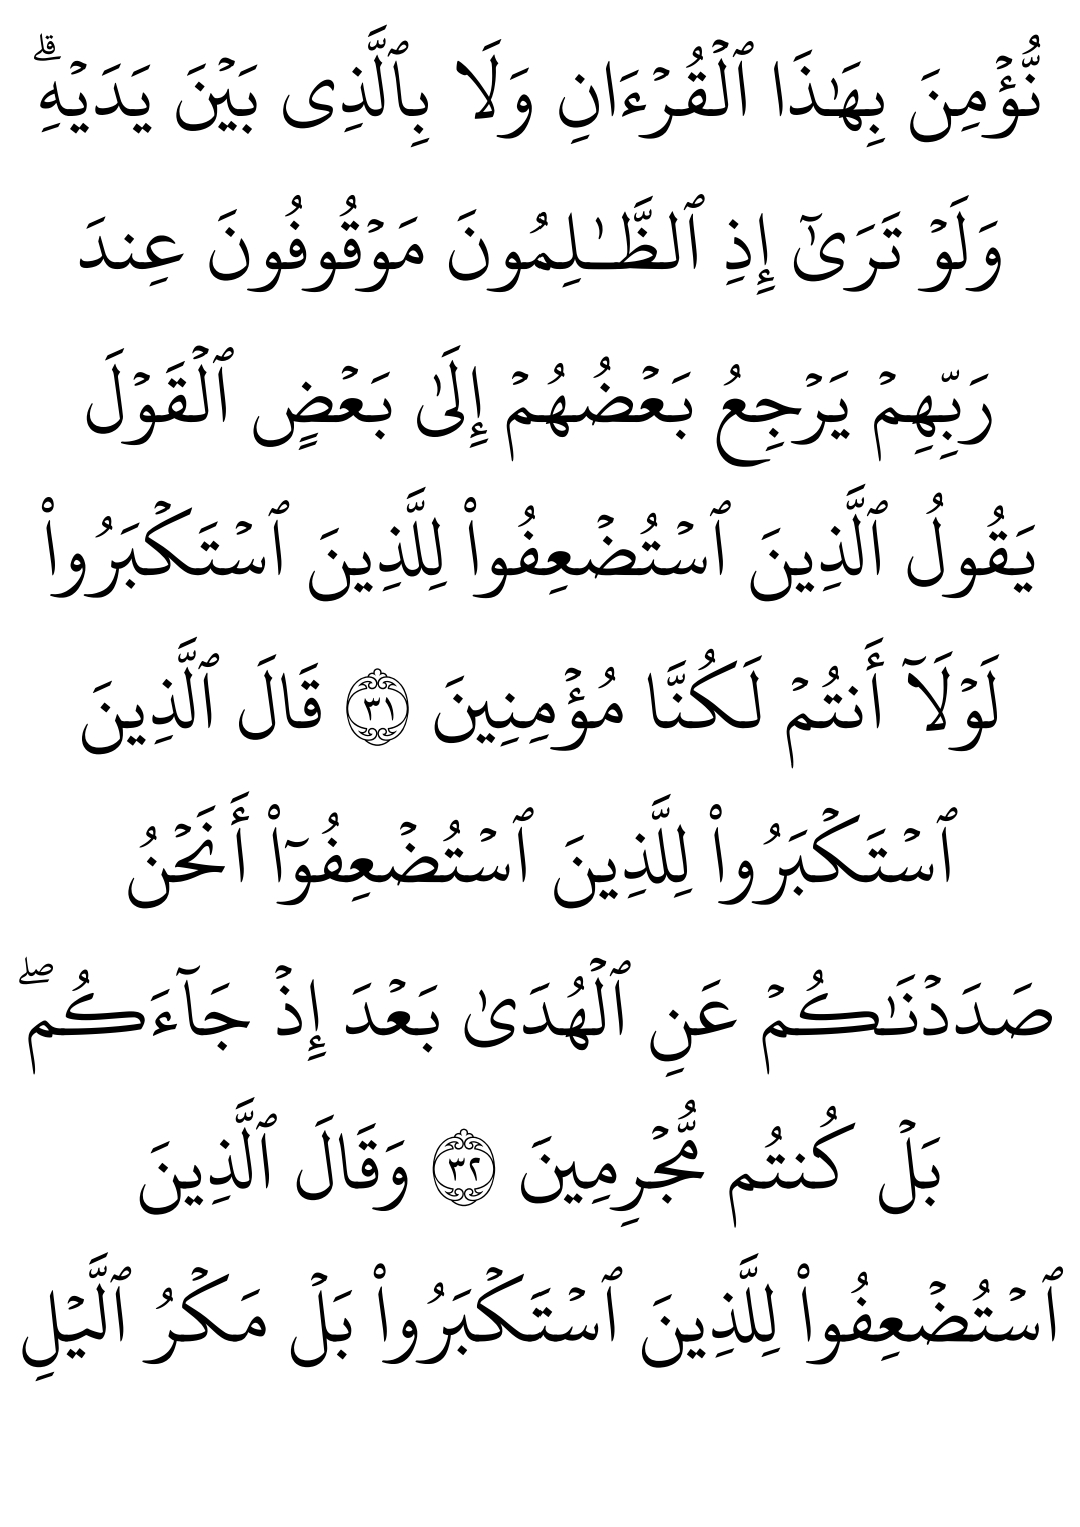 نُّؤۡمِنَ بِهَٰذَا ٱلۡقُرۡءَانِ وَلَا بِٱلَّذِى بَيۡنَ يَدَيۡهِۗ
وَلَوۡ تَرَىٰٓ إِذِ ٱلظَّـٰلِمُونَ مَوۡقُوفُونَ عِندَ
رَبِّهِمۡ يَرۡجِعُ بَعۡضُهُمۡ إِلَىٰ بَعۡضٍ ٱلۡقَوۡلَ
يَقُولُ ٱلَّذِينَ ٱسۡتُضۡعِفُواْ لِلَّذِينَ ٱسۡتَكۡبَرُواْ
لَوۡلَآ أَنتُمۡ لَكُنَّا مُؤۡمِنِينَ ٣١ قَالَ ٱلَّذِينَ
ٱسۡتَكۡبَرُواْ لِلَّذِينَ ٱسۡتُضۡعِفُوٓاْ أَنَحۡنُ
صَدَدۡنَـٰكُمۡ عَنِ ٱلۡهُدَىٰ بَعۡدَ إِذۡ جَآءَكُمۖ
بَلۡ كُنتُم مُّجۡرِمِينَ ٣٢ وَقَالَ ٱلَّذِينَ
ٱسۡتُضۡعِفُواْ لِلَّذِينَ ٱسۡتَكۡبَرُواْ بَلۡ مَكۡرُ ٱلَّيۡلِ